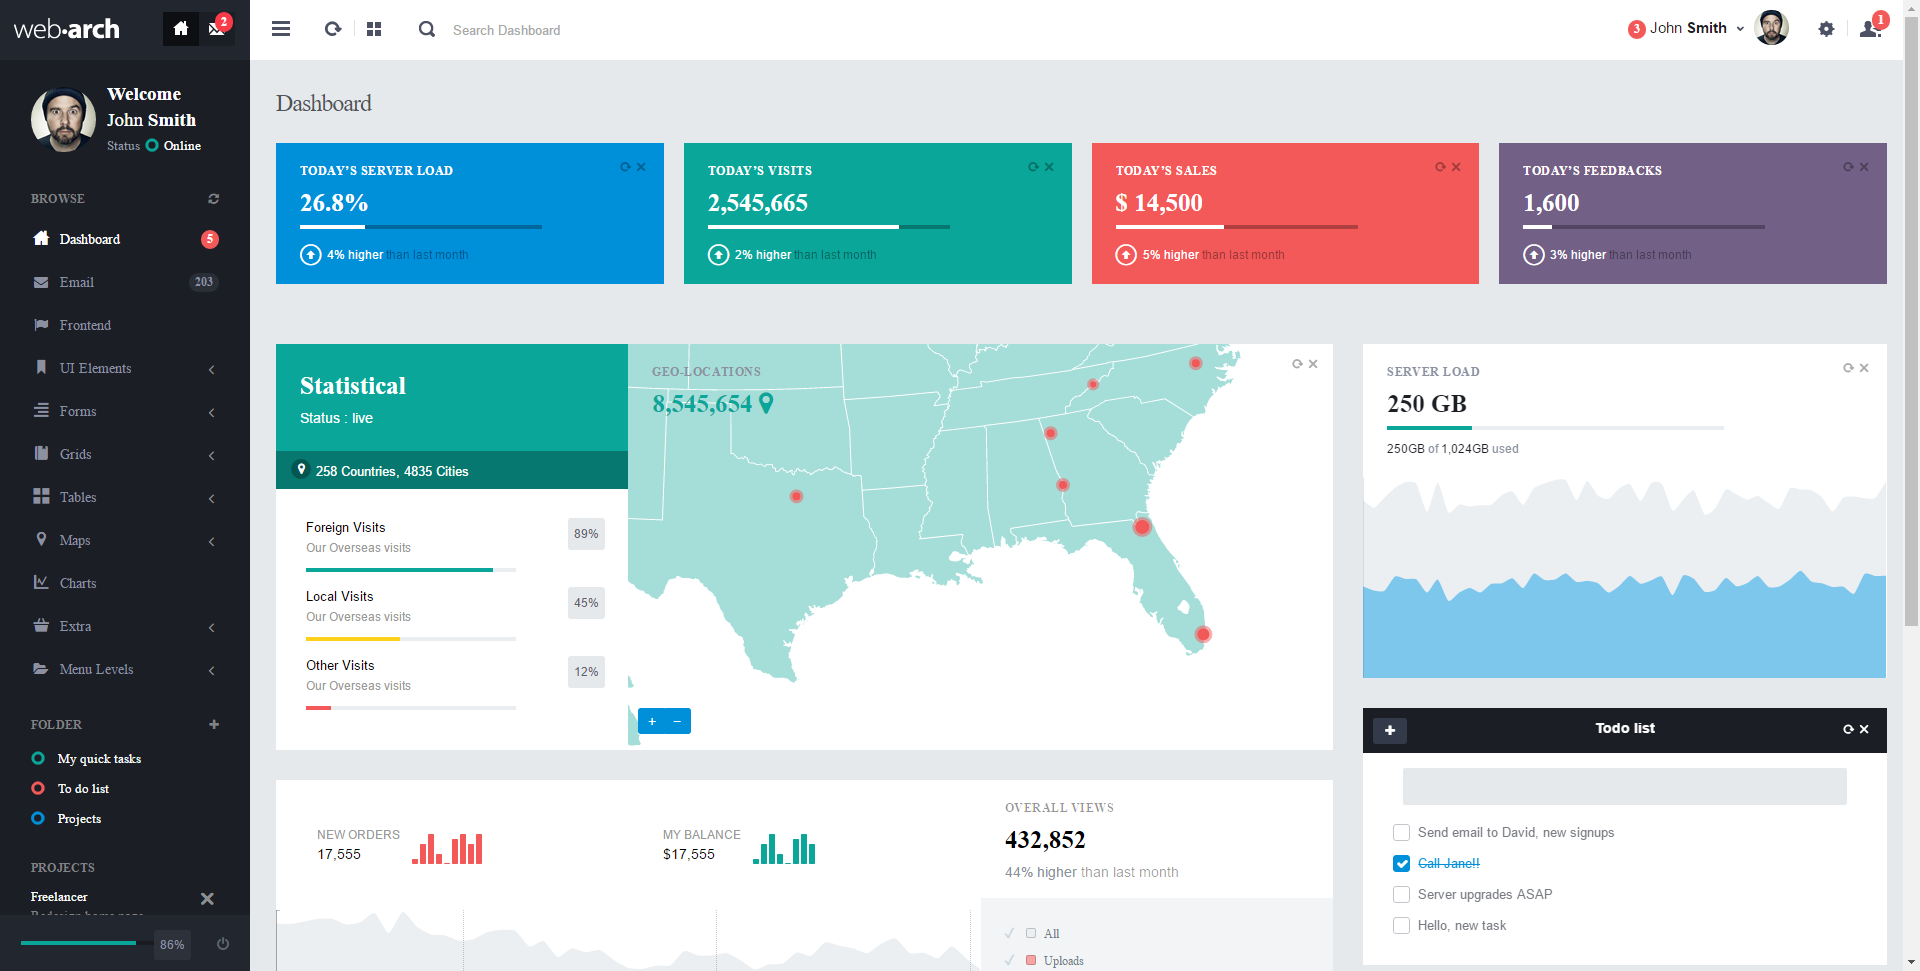 web·arch
2
Search Dashboard
3 John Smith
1
Welcome
John Smith
Status Online
BROWSE
Dashboard 5
Email 203
Frontend
UI Elements
Forms
Grids
Tables
Maps
Charts
Extra
Menu Levels
FOLDER
My quick tasks
To do list
Projects
PROJECTS
Freelancer
86%
Dashboard
TODAY'S SERVER LOAD
26.8%
4% higher than last month
TODAY'S VISITS
2,545,665
2% higher than last month
TODAY'S SALES
$ 14,500
5% higher than last month
TODAY'S FEEDBACKS
1,600
3% higher than last month
Statistical
Status : live
258 Countries, 4835 Cities
Foreign Visits
Our Overseas visits
89%
Local Visits
Our Overseas visits
45%
Other Visits
Our Overseas visits
12%
GEO-LOCATIONS
8,545,654
+ −
SERVER LOAD
250 GB
250GB of 1,024GB used
Todo list
Send email to David, new signups
Call Jane!!
Server upgrades ASAP
Hello, new task
NEW ORDERS
17,555
MY BALANCE
$17,555
OVERALL VIEWS
432,852
44% higher than last month
All
Uploads